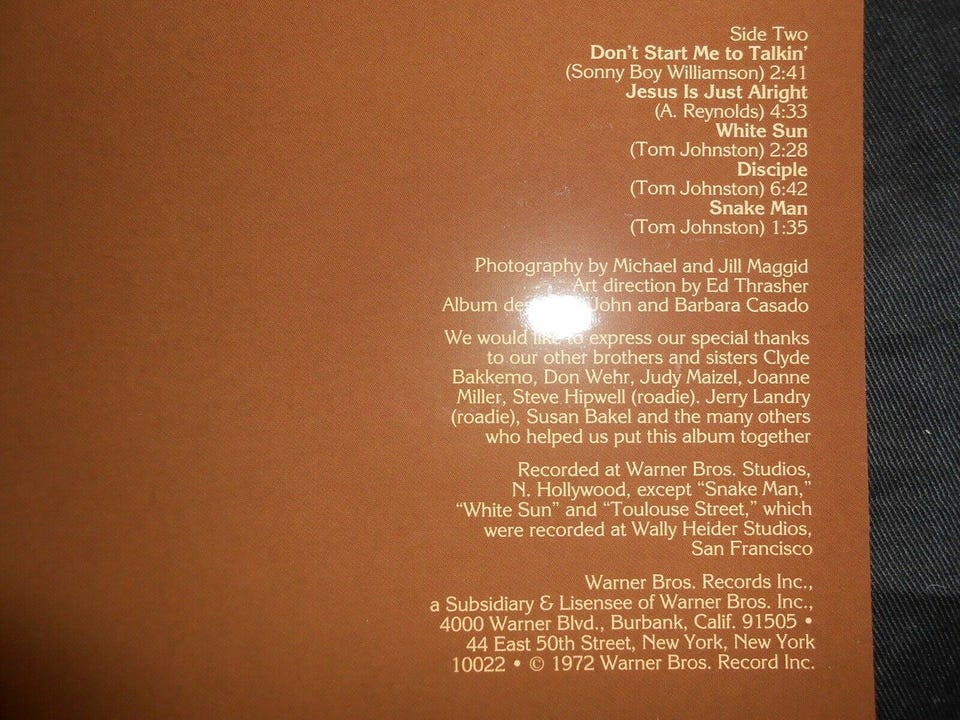 Side Two
Don't Start Me to Talkin'
(Sonny Boy Williamson) 2:41
Jesus Is Just Alright
(A. Reynolds) 4:33
White Sun
(Tom Johnston) 2:28
Disciple
(Tom Johnston) 6:42
Snake Man
(Tom Johnston) 1:35
Photography by Michael and Jill Maggid
Art direction by Ed Thrasher
Album John and Barbara Casado
We would like to express our special thanks
to our other brothers and sisters Clyde
Bakkemo, Don Wehr, Judy Maizel, Joanne
Miller, Steve Hipwell (roadie). Jerry Landry
(roadie), Susan Bakel and the many others
who helped us put this album together
Recorded at Warner Bros. Studios,
N. Hollywood, except "Snake Man,"
"White Sun" and "Toulouse Street," which
were recorded at Wally Heider Studios,
San Francisco
Warner Bros. Records Inc.,
a Subsidiary & Lisensee of Warner Bros. Inc.,
4000 Warner Blvd., Burbank, Calif. 91505 •
44 East 50th Street, New York, New York
10022 • © 1972 Warner Bros. Record Inc.